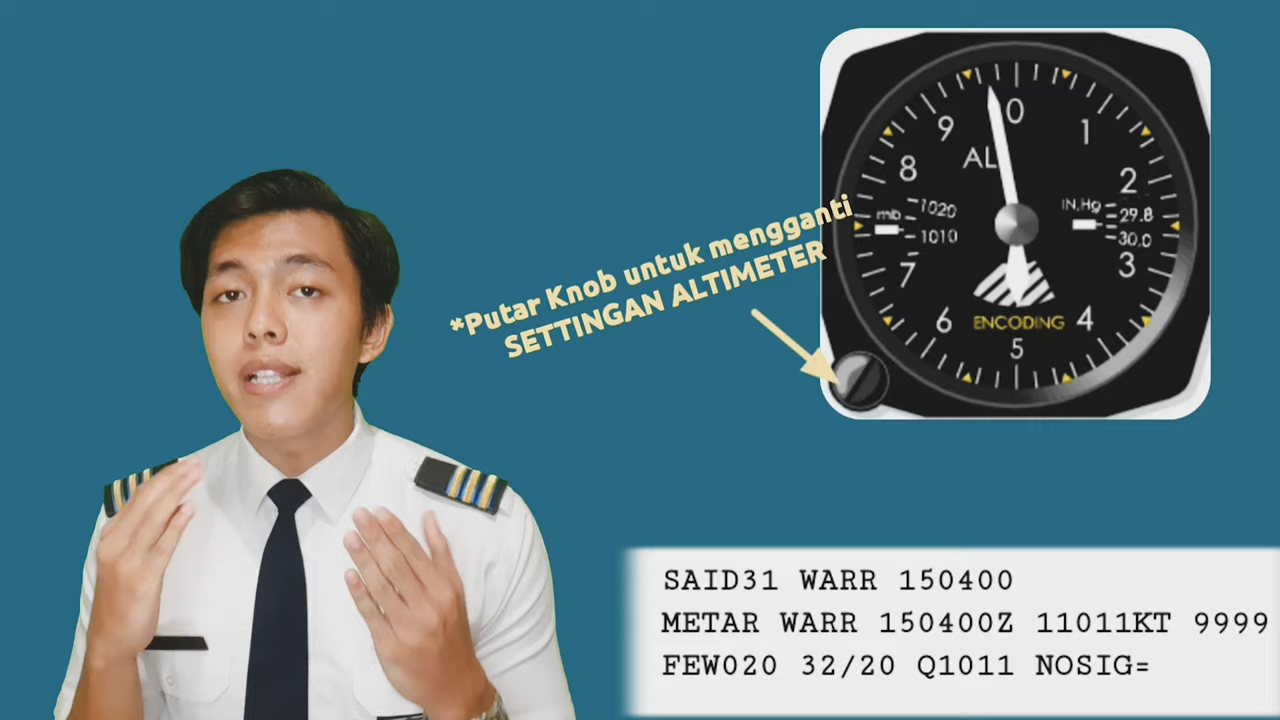 *Putar Knob untuk mengganti
SETTINGAN ALTIMETER
0
1
2
3
4
5
6
7
8
9
AL
mb
1020
1010
IN,Hg
29.8
30.0
ENCODING
SAID31 WARR 150400
METAR WARR 150400Z 11011KT 9999
FEW020 32/20 Q1011 NOSIG=